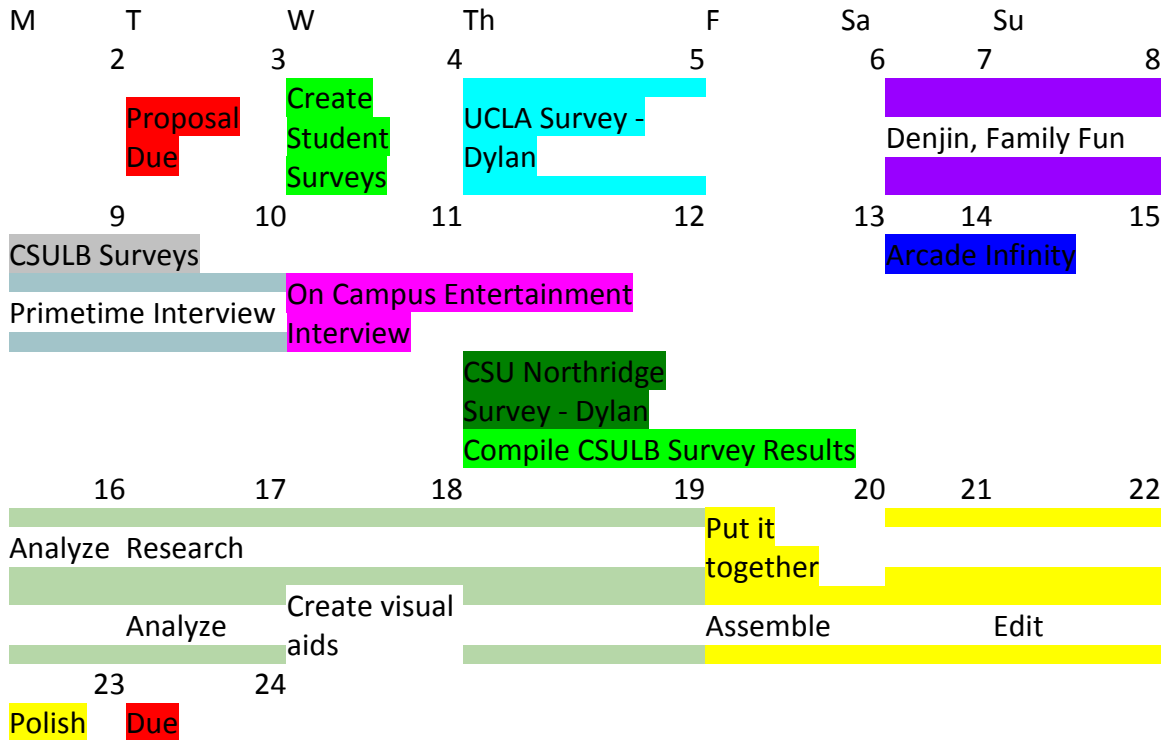 M T W Th F Sa Su
2 3 4 5 6 7 8
Proposal Due
Create Student Surveys
UCLA Survey - Dylan
Denjin, Family Fun
9 10 11 12 13 14 15
CSULB Surveys
Arcade Infinity
Primetime Interview
On Campus Entertainment Interview
CSU Northridge Survey - Dylan
Compile CSULB Survey Results
16 17 18 19 20 21 22
Analyze Research
Put it together
Analyze
Create visual aids
Assemble
Edit
23 24
Polish Due